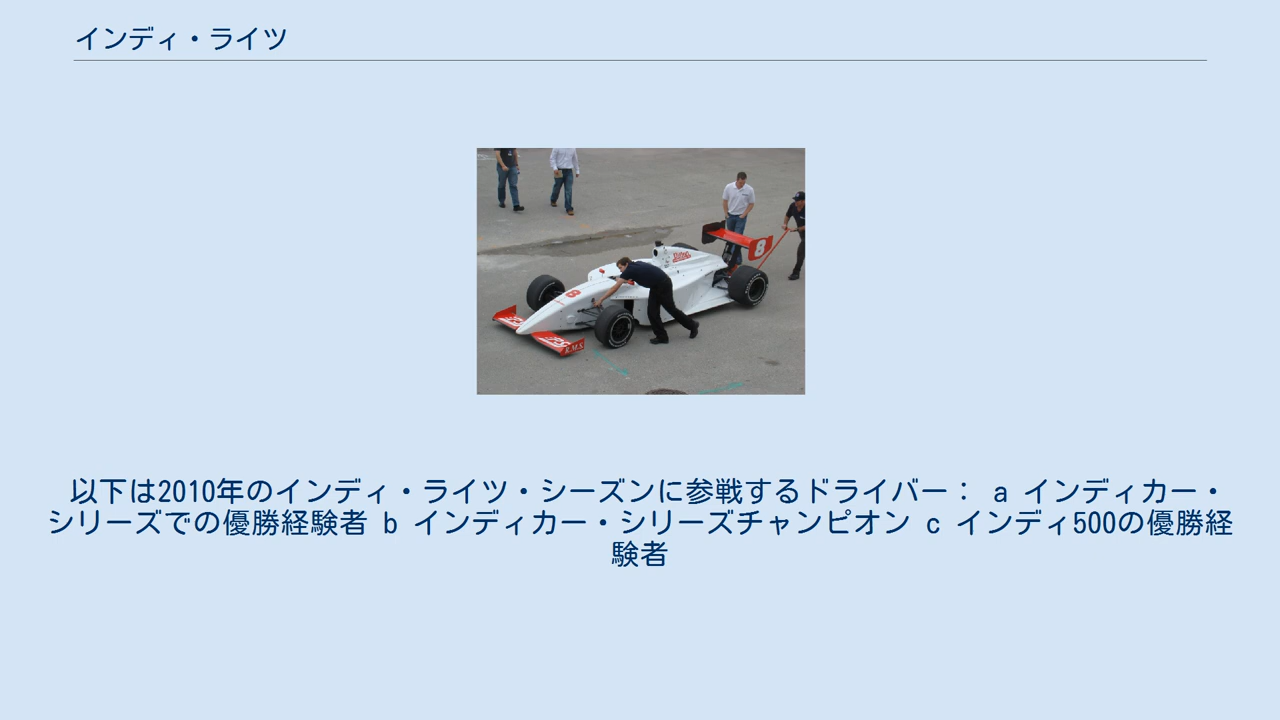 インディ・ライツ
8
8
R.M.S.
以下は2010年のインディ・ライツ・シーズンに参戦するドライバー： a インディカー・
シリーズでの優勝経験者 b インディカー・シリーズチャンピオン c インディ500の優勝経
験者